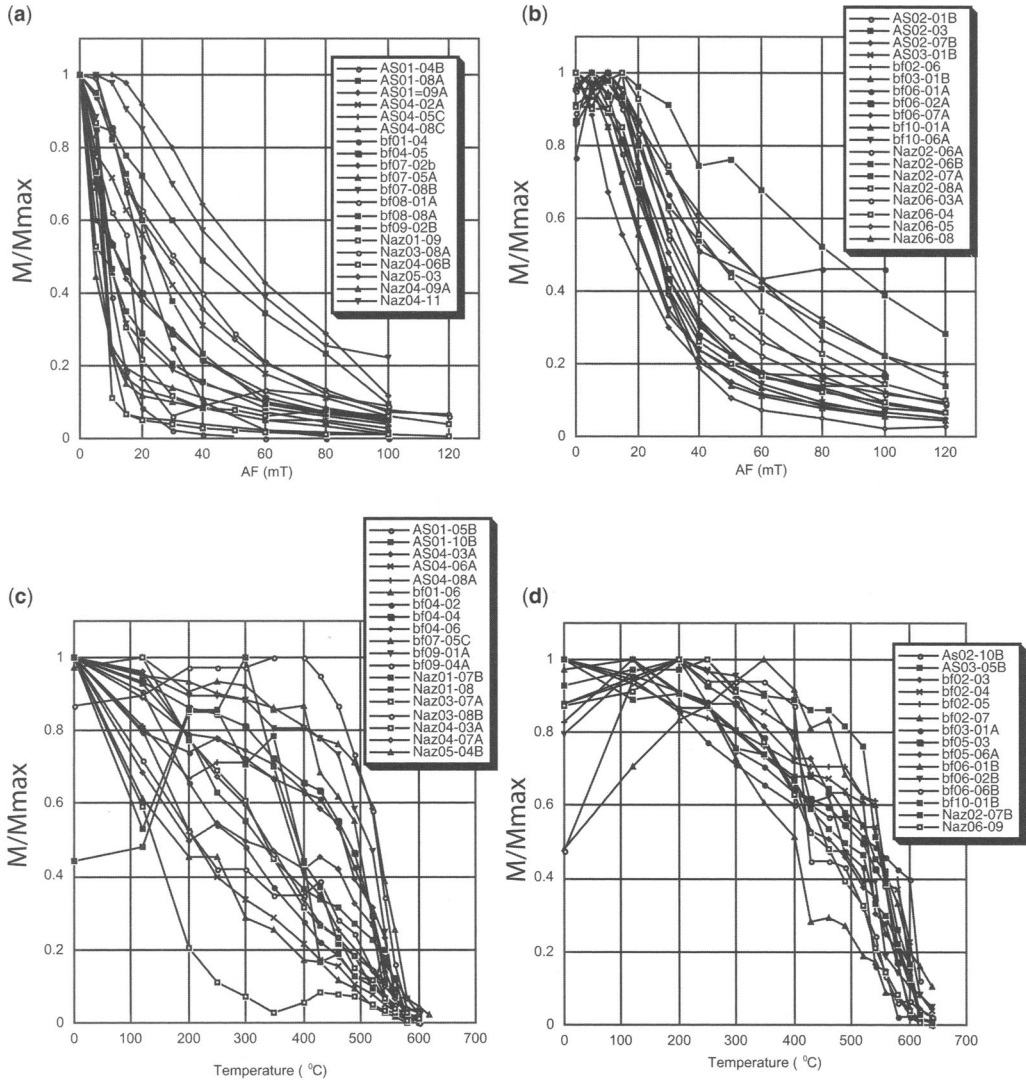 (a)
M/Mmax
1
0.8
0.6
0.4
0.2
0
0 20 40 60 80 100 120
AF (mT)
AS01-04B
AS01-08A
AS01=09A
AS04-02A
AS04-05C
AS04-08C
bf01-04
bf04-05
bf07-02b
bf07-05A
bf07-08B
bf08-01A
bf08-08A
bf09-02B
Naz01-09
Naz03-08A
Naz04-06B
Naz05-03
Naz04-09A
Naz04-11
(b)
M/Mmax
1
0.8
0.6
0.4
0.2
0
0 20 40 60 80 100 120
AF (mT)
AS02-01B
AS02-03
AS02-07B
AS03-01B
bf02-06
bf03-01B
bf06-01A
bf06-02A
bf06-07A
bf10-01A
bf10-06A
Naz02-06A
Naz02-06B
Naz02-07A
Naz02-08A
Naz06-03A
Naz06-04
Naz06-05
Naz06-08
(c)
M/Mmax
1
0.8
0.6
0.4
0.2
0
0 100 200 300 400 500 600 700
Temperature ( ⁰C)
AS01-05B
AS01-10B
AS04-03A
AS04-06A
AS04-08A
bf01-06
bf04-02
bf04-04
bf04-06
bf07-05C
bf09-01A
bf09-04A
Naz01-07B
Naz01-08
Naz03-07A
Naz03-08B
Naz04-03A
Naz04-07A
Naz05-04B
(d)
M/Mmax
1
0.8
0.6
0.4
0.2
0
0 100 200 300 400 500 600 700
Temperature ( ⁰C)
As02-10B
AS03-05B
bf02-03
bf02-04
bf02-05
bf02-07
bf03-01A
bf05-03
bf05-06A
bf06-01B
bf06-02B
bf06-06B
bf10-01B
Naz02-07B
Naz06-09